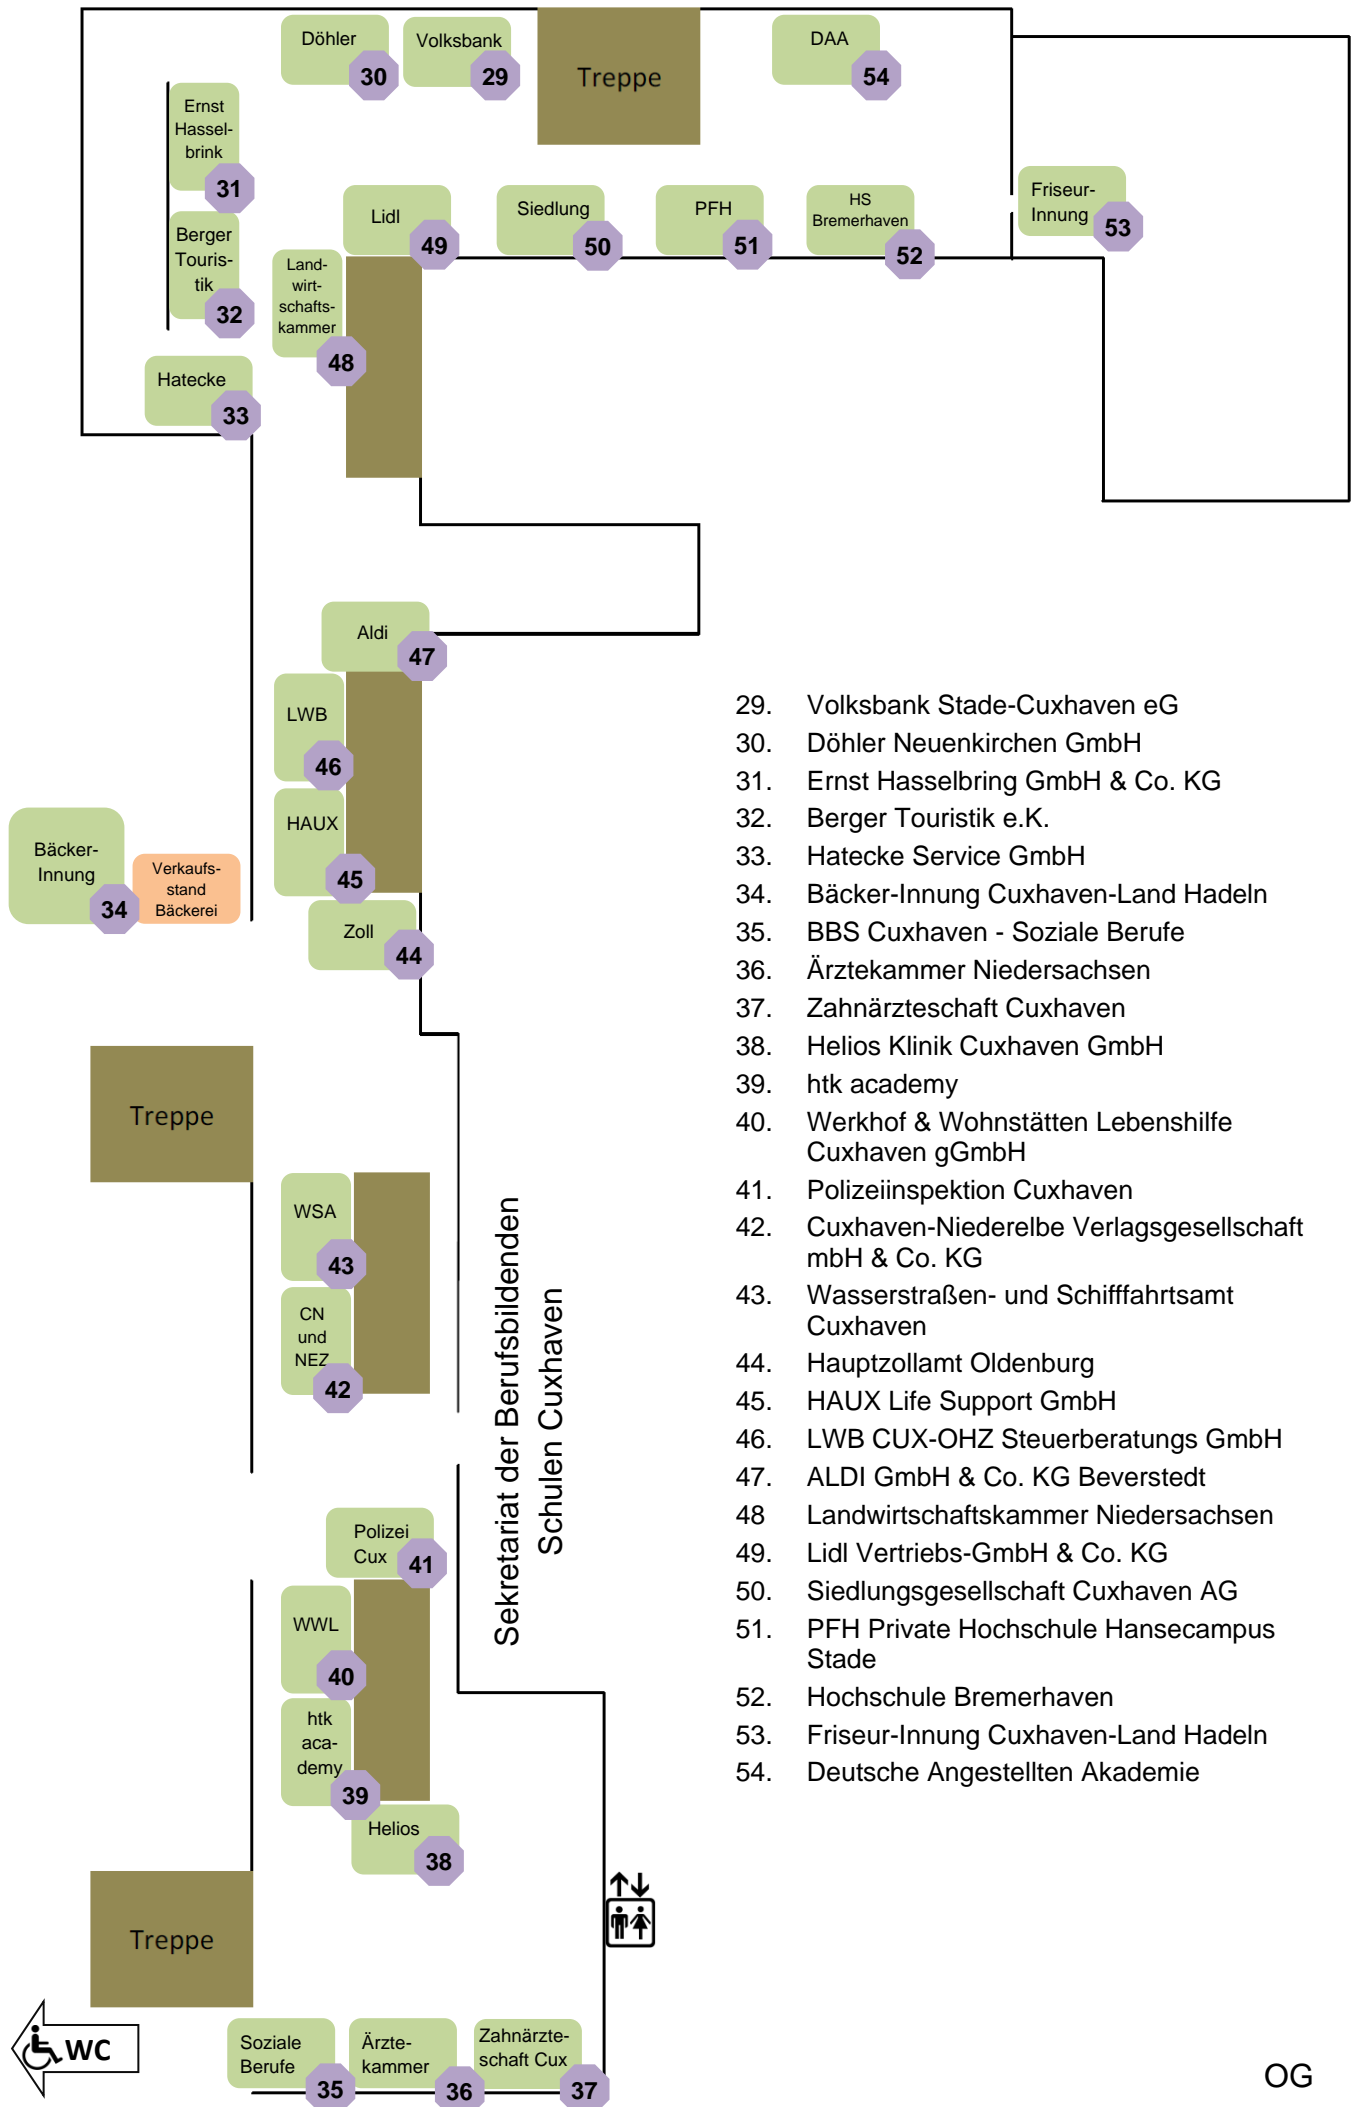 Döhler
30
Volksbank
29
Treppe
DAA
54
Ernst
Hassel-
brink
31
Berger
Touris-
tik
32
Hatecke
33
Land-
wirt-
schafts-
kammer
48
Lidl
49
Siedlung
50
PFH
51
HS
Bremerhaven
52
Friseur-
Innung
53
Aldi
47
LWB
46
HAUX
45
Zoll
44
Bäcker-
Innung
34
Verkaufs-
stand
Bäckerei
Treppe
WSA
43
CN
und
NEZ
42
Sekretariat der Berufsbildenden
Schulen Cuxhaven
Polizei
Cux
41
WWL
40
htk
aca-
demy
39
Helios
38
Treppe
WC
Soziale
Berufe
35
Ärzte-
kammer
36
Zahnärzte-
schaft Cux
37
29. Volksbank Stade-Cuxhaven eG
30. Döhler Neuenkirchen GmbH
31. Ernst Hasselbring GmbH & Co. KG
32. Berger Touristik e.K.
33. Hatecke Service GmbH
34. Bäcker-Innung Cuxhaven-Land Hadeln
35. BBS Cuxhaven - Soziale Berufe
36. Ärztekammer Niedersachsen
37. Zahnärzteschaft Cuxhaven
38. Helios Klinik Cuxhaven GmbH
39. htk academy
40. Werkhof & Wohnstätten Lebenshilfe
Cuxhaven gGmbH
41. Polizeiinspektion Cuxhaven
42. Cuxhaven-Niederelbe Verlagsgesellschaft
mbH & Co. KG
43. Wasserstraßen- und Schifffahrtsamt
Cuxhaven
44. Hauptzollamt Oldenburg
45. HAUX Life Support GmbH
46. LWB CUX-OHZ Steuerberatungs GmbH
47. ALDI GmbH & Co. KG Beverstedt
48 Landwirtschaftskammer Niedersachsen
49. Lidl Vertriebs-GmbH & Co. KG
50. Siedlungsgesellschaft Cuxhaven AG
51. PFH Private Hochschule Hansecampus
Stade
52. Hochschule Bremerhaven
53. Friseur-Innung Cuxhaven-Land Hadeln
54. Deutsche Angestellten Akademie
OG